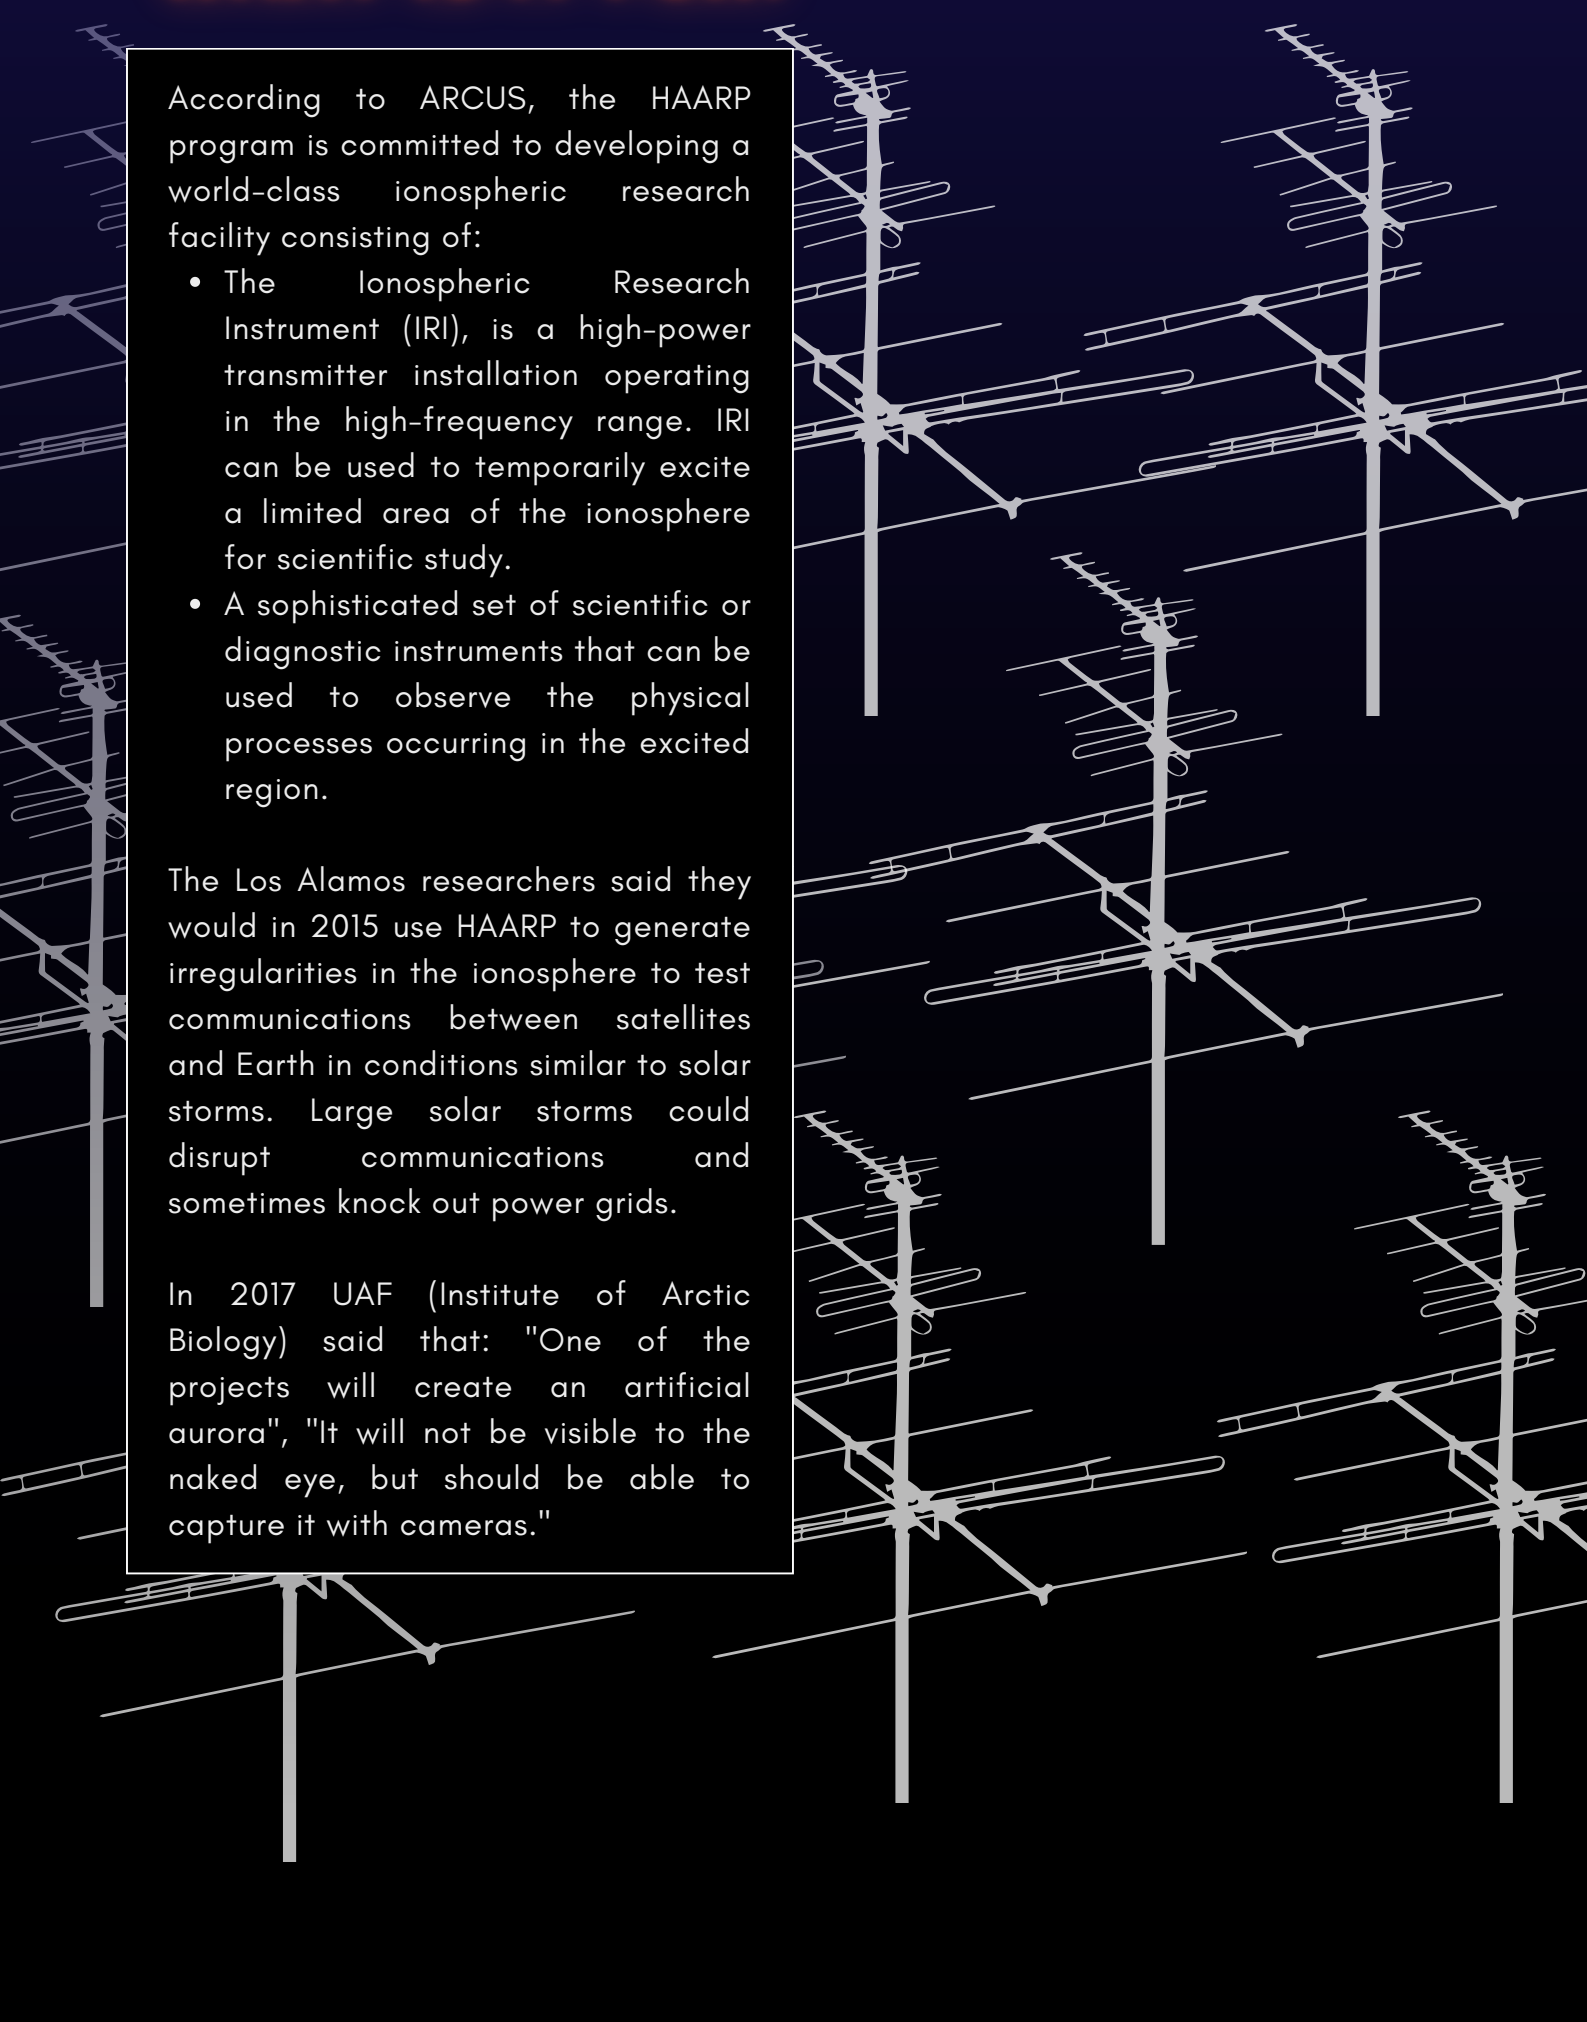 According to ARCUS, the HAARP
program is committed to developing a
world-class ionospheric research
facility consisting of:
• The Ionospheric Research
Instrument (IRI), is a high-power
transmitter installation operating
in the high-frequency range. IRI
can be used to temporarily excite
a limited area of the ionosphere
for scientific study.
• A sophisticated set of scientific or
diagnostic instruments that can be
used to observe the physical
processes occurring in the excited
region.
The Los Alamos researchers said they
would in 2015 use HAARP to generate
irregularities in the ionosphere to test
communications between satellites
and Earth in conditions similar to solar
storms. Large solar storms could
disrupt communications and
sometimes knock out power grids.
In 2017 UAF (Institute of Arctic
Biology) said that: "One of the
projects will create an artificial
aurora", "It will not be visible to the
naked eye, but should be able to
capture it with cameras."